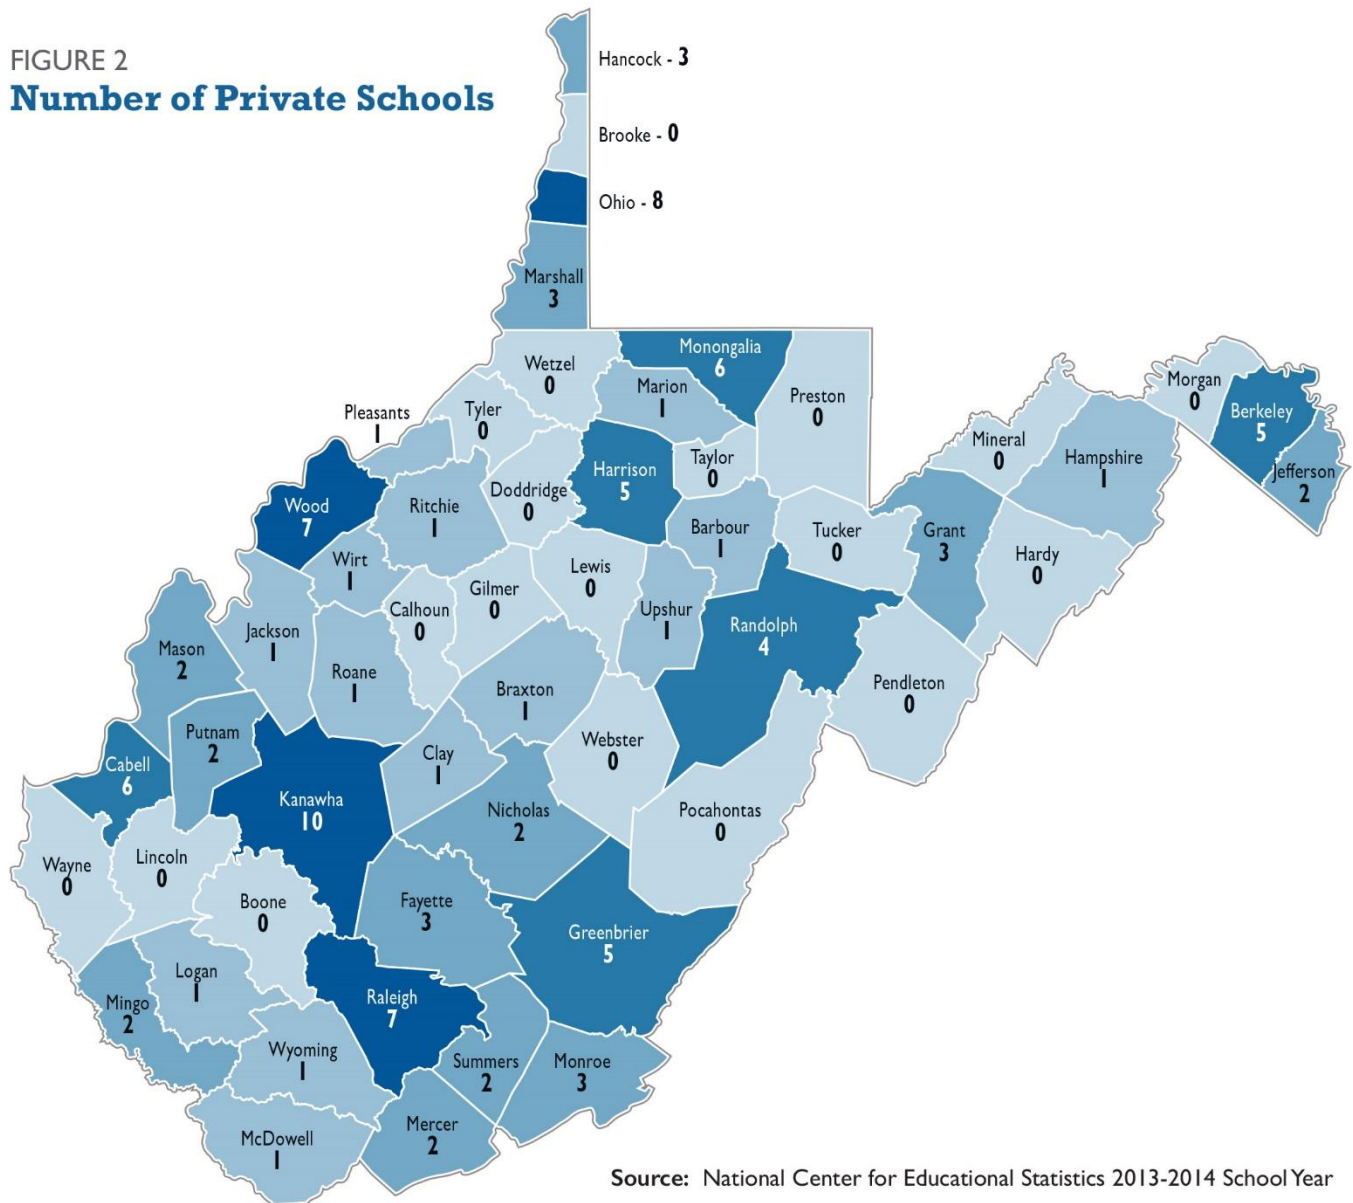 FIGURE 2
Number of Private Schools
Hancock - 3
Brooke - 0
Ohio - 8
Marshall
3
Wetzel
0
Monongalia
6
Marion
1
Preston
0
Morgan
0
Berkeley
5
Jefferson
2
Pleasants
1
Tyler
0
Mineral
0
Hampshire
1
Harrison
5
Taylor
0
Doddridge
0
Wood
7
Ritchie
1
Barbour
1
Tucker
0
Grant
3
Hardy
0
Wirt
1
Lewis
0
Gilmer
0
Calhoun
0
Upshur
1
Randolph
4
Jackson
1
Mason
2
Roane
1
Braxton
1
Pendleton
0
Putnam
2
Webster
0
Clay
1
Cabell
6
Kanawha
10
Nicholas
2
Pocahontas
0
Wayne
0
Lincoln
0
Boone
0
Fayette
3
Greenbrier
5
Logan
1
Mingo
2
Raleigh
7
Wyoming
1
Summers
2
Monroe
3
McDowell
1
Mercer
2
Source: National Center for Educational Statistics 2013-2014 School Year